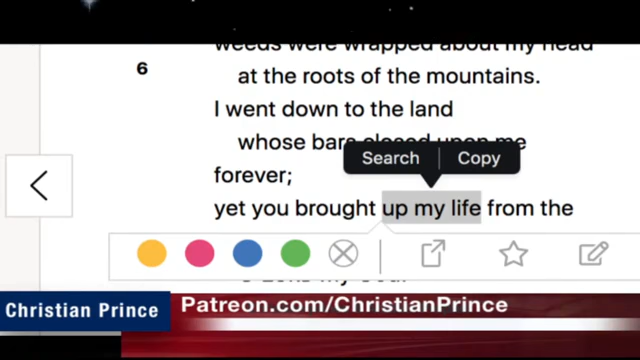 weeds were wrapped about my head
6
at the roots of the mountains.
I went down to the land
whose bars closed upon me
Search Copy
forever;
yet you brought up my life from the
Christian Prince
Patreon.com/ChristianPrince